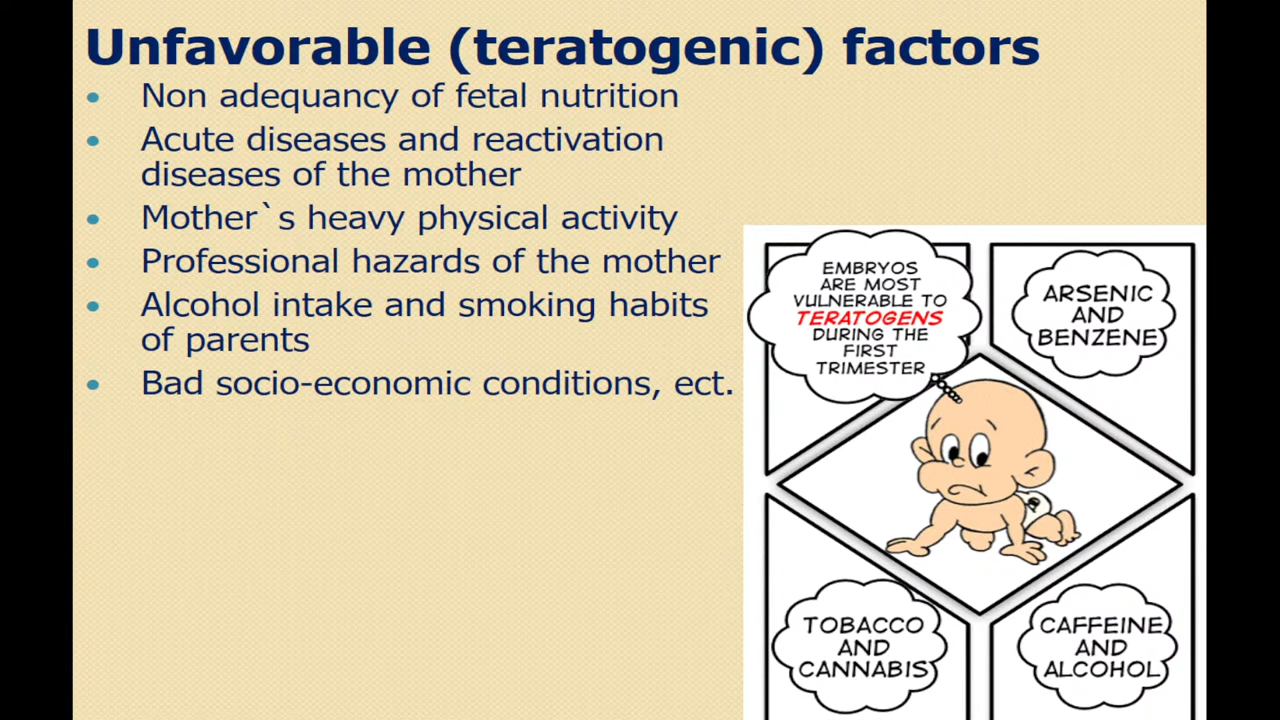 Unfavorable (teratogenic) factors
• Non adequancy of fetal nutrition
• Acute diseases and reactivation
diseases of the mother
• Mother`s heavy physical activity
• Professional hazards of the mother
• Alcohol intake and smoking habits
of parents
• Bad socio-economic conditions, ect.
EMBRYOS
ARE MOST
VULNERABLE TO
TERATOGENS
DURING THE
FIRST
TRIMESTER
ARSENIC
AND
BENZENE
TOBACCO
AND
CANNABIS
CAFFEINE
AND
ALCOHOL